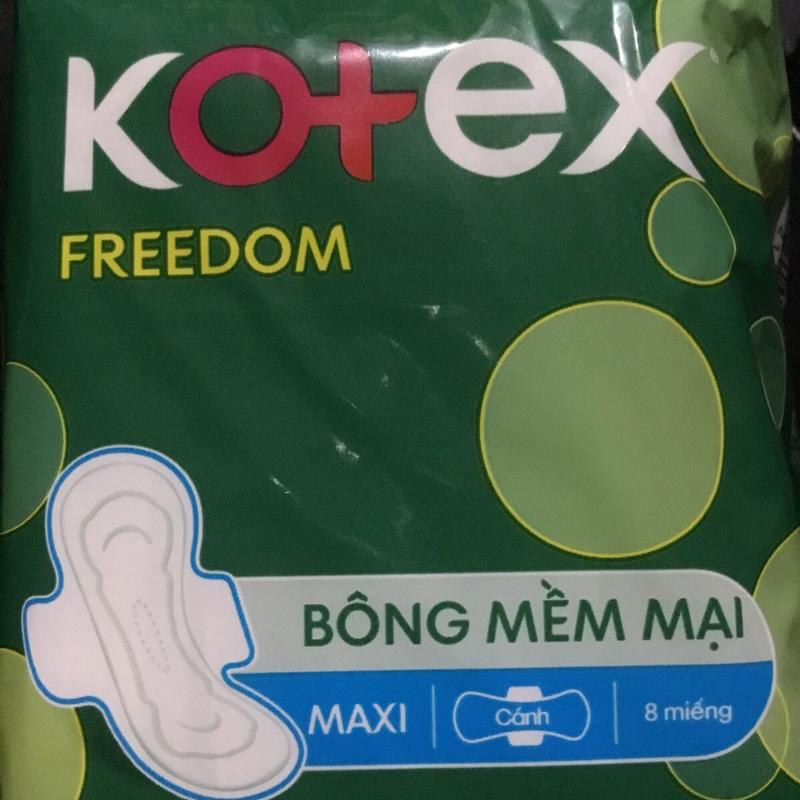 Kotex
FREEDOM
BÔNG MỀM MẠI
MAXI Cánh 8 miếng